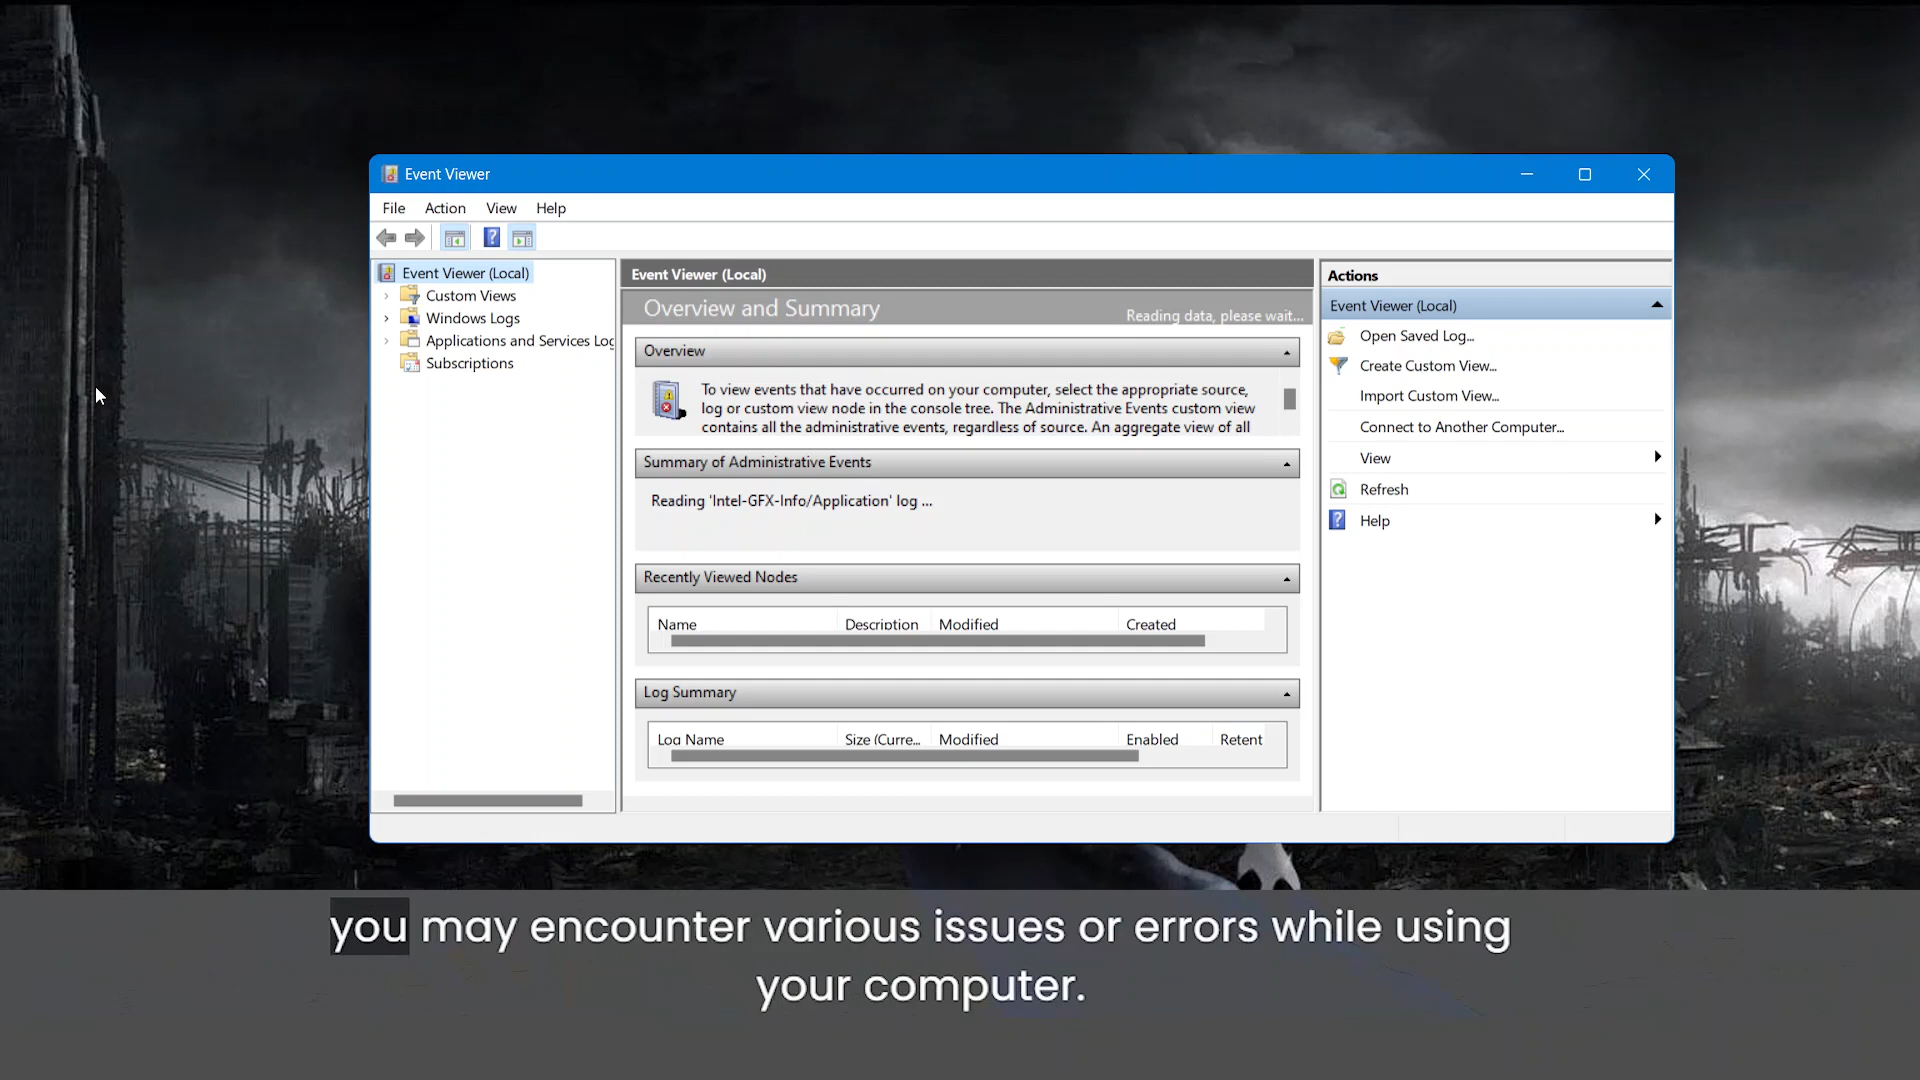 Event Viewer
File Action View Help
Event Viewer (Local)
Custom Views
Windows Logs
Applications and Services Log
Subscriptions
Event Viewer (Local)
Overview and Summary
Reading data, please wait...
Overview
To view events that have occurred on your computer, select the appropriate source,
log or custom view node in the console tree. The Administrative Events custom view
contains all the administrative events, regardless of source. An aggregate view of all
Summary of Administrative Events
Reading 'Intel-GFX-Info/Application' log ...
Recently Viewed Nodes
Name Description Modified Created
Log Summary
Log Name Size (Curre... Modified Enabled Retent
Actions
Event Viewer (Local)
Open Saved Log...
Create Custom View...
Import Custom View...
Connect to Another Computer...
View
Refresh
Help
you may encounter various issues or errors while using
your computer.